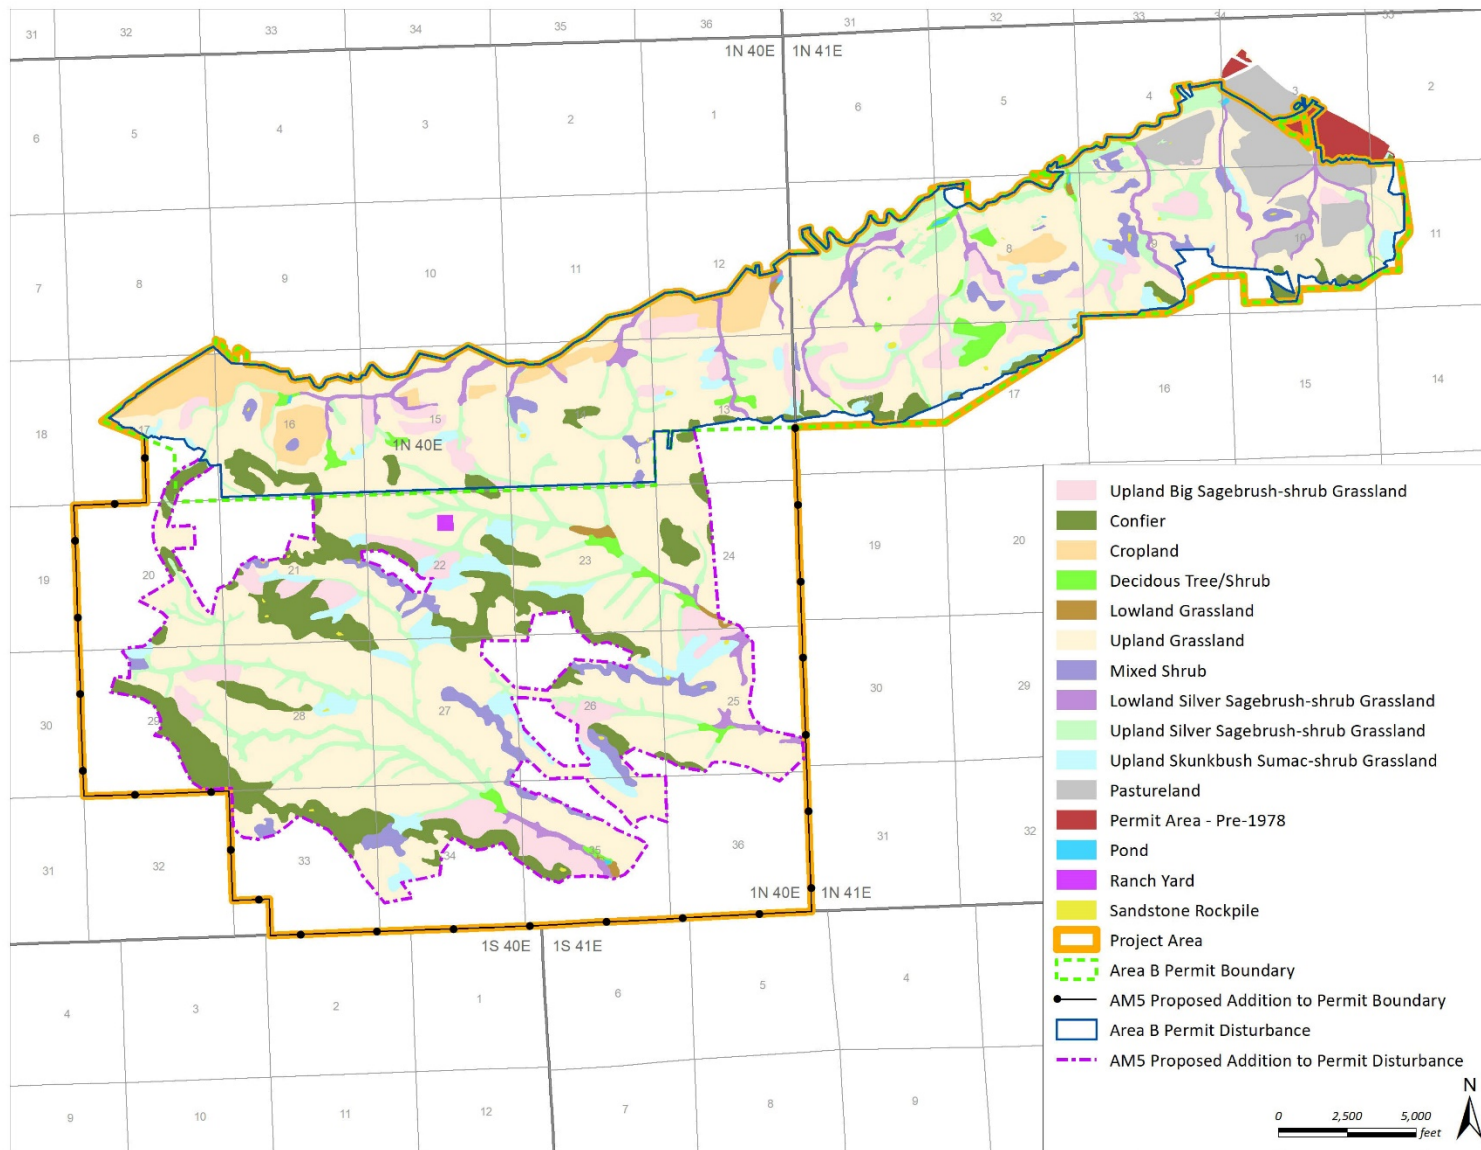 31 32 33 34 35 36 31 32 33 34 35
1N 40E 1N 41E
6 5 4 3 2 1 6 5 4 3 2
7 8 9 10 11 12 7 8 9 10 11
18 17 16 15 14 13 17 16 15 14
1N 40E
19 20 21 22 23 24 19 20
30 29 28 27 26 25 30 29
31 32 33 34 35 36 31 32
1N 40E 1N 41E
1S 40E 1S 41E
4 3 2 1 6 5 4
9 10 11 12 7 8 9
Upland Big Sagebrush-shrub Grassland
Confier
Cropland
Decidous Tree/Shrub
Lowland Grassland
Upland Grassland
Mixed Shrub
Lowland Silver Sagebrush-shrub Grassland
Upland Silver Sagebrush-shrub Grassland
Upland Skunkbush Sumac-shrub Grassland
Pastureland
Permit Area - Pre-1978
Pond
Ranch Yard
Sandstone Rockpile
Project Area
Area B Permit Boundary
AM5 Proposed Addition to Permit Boundary
Area B Permit Disturbance
AM5 Proposed Addition to Permit Disturbance
N
0 2,500 5,000
feet